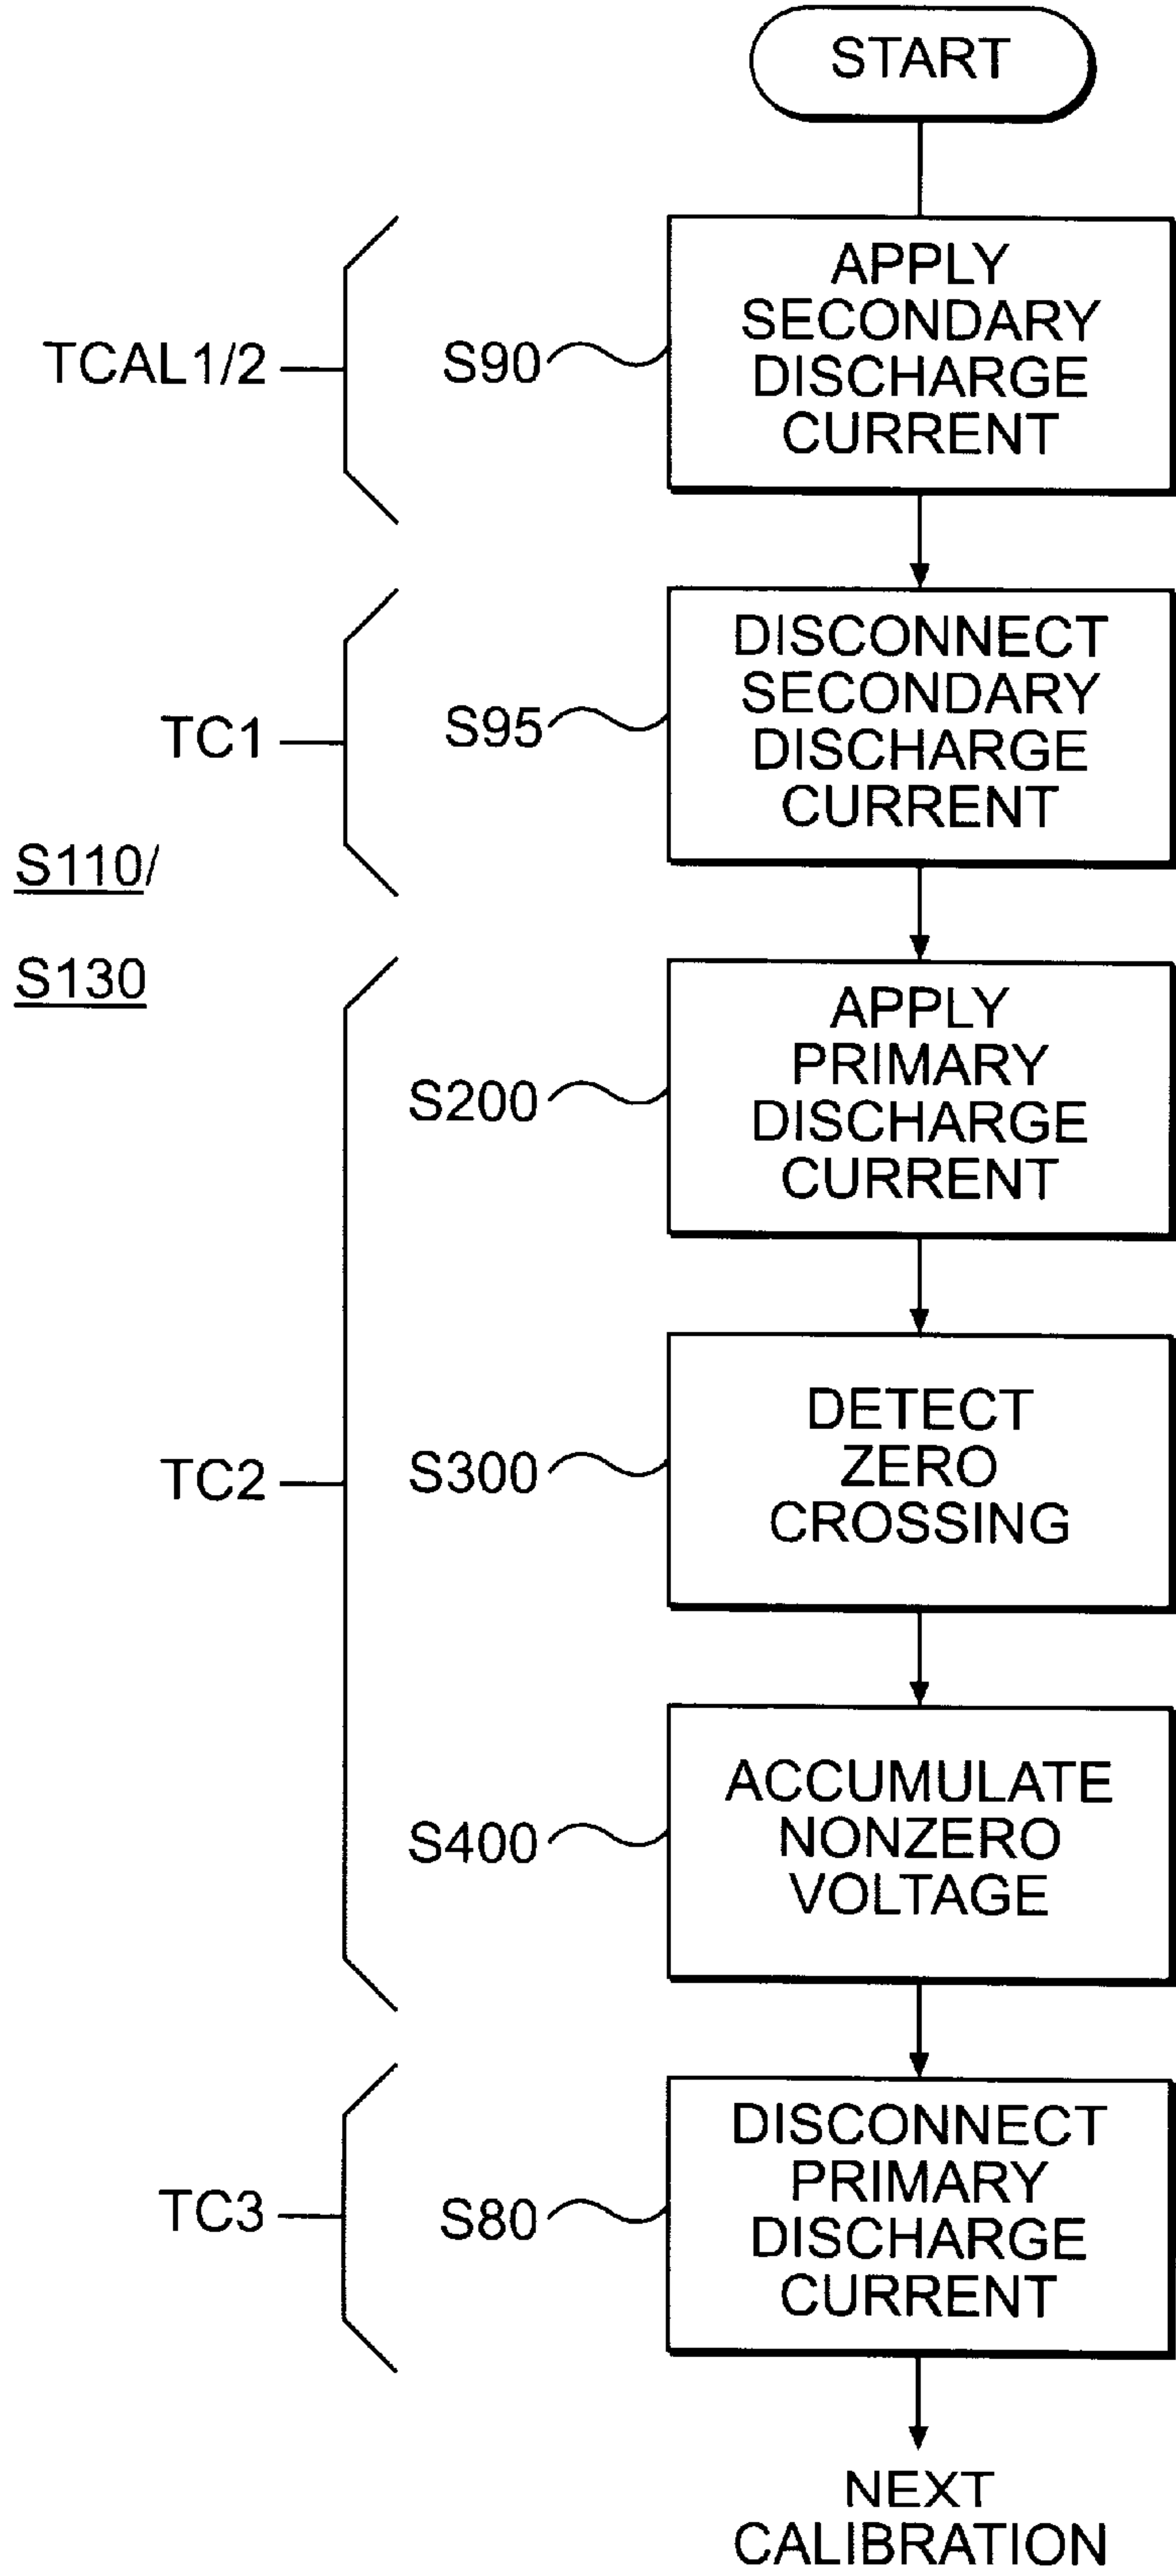 START
APPLY
SECONDARY
DISCHARGE
CURRENT
S90
TCAL1/2
DISCONNECT
SECONDARY
DISCHARGE
CURRENT
S95
TC1
S110/
S130
APPLY
PRIMARY
DISCHARGE
CURRENT
S200
DETECT
ZERO
CROSSING
S300
TC2
ACCUMULATE
NONZERO
VOLTAGE
S400
DISCONNECT
PRIMARY
DISCHARGE
CURRENT
S80
TC3
NEXT
CALIBRATION